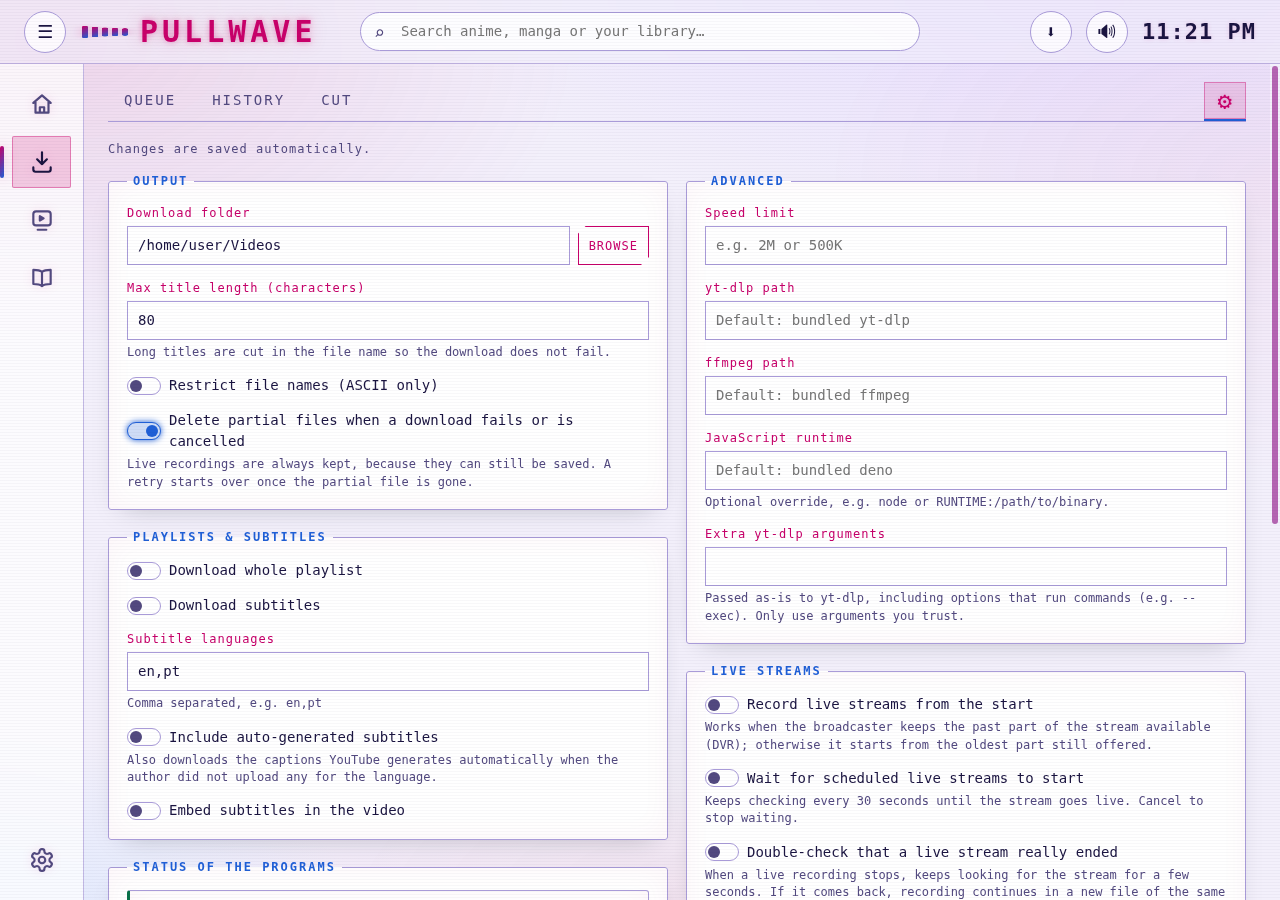 PULLWAVE
Search anime, manga or your library…
11:21 PM
QUEUE HISTORY CUT
Changes are saved automatically.
OUTPUT
Download folder
/home/user/Videos
BROWSE
Max title length (characters)
80
Long titles are cut in the file name so the download does not fail.
Restrict file names (ASCII only)
Delete partial files when a download fails or is
cancelled
Live recordings are always kept, because they can still be saved. A
retry starts over once the partial file is gone.
PLAYLISTS & SUBTITLES
Download whole playlist
Download subtitles
Subtitle languages
en,pt
Comma separated, e.g. en,pt
Include auto-generated subtitles
Also downloads the captions YouTube generates automatically when the
author did not upload any for the language.
Embed subtitles in the video
STATUS OF THE PROGRAMS
ADVANCED
Speed limit
e.g. 2M or 500K
yt-dlp path
Default: bundled yt-dlp
ffmpeg path
Default: bundled ffmpeg
JavaScript runtime
Default: bundled deno
Optional override, e.g. node or RUNTIME:/path/to/binary.
Extra yt-dlp arguments
Passed as-is to yt-dlp, including options that run commands (e.g. --
exec). Only use arguments you trust.
LIVE STREAMS
Record live streams from the start
Works when the broadcaster keeps the past part of the stream available
(DVR); otherwise it starts from the oldest part still offered.
Wait for scheduled live streams to start
Keeps checking every 30 seconds until the stream goes live. Cancel to
stop waiting.
Double-check that a live stream really ended
When a live recording stops, keeps looking for the stream for a few
seconds. If it comes back, recording continues in a new file of the same